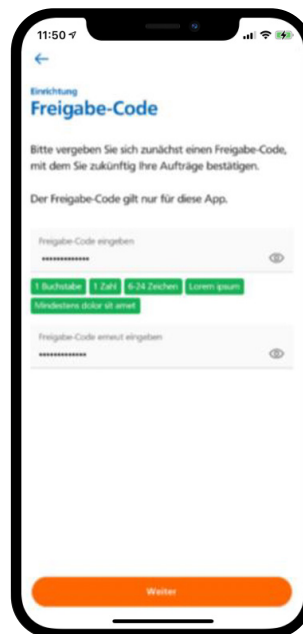 11:50
Einrichtung
Freigabe-Code
Bitte vergeben Sie sich zunächst einen Freigabe-Code,
mit dem Sie zukünftig Ihre Aufträge bestätigen.
Der Freigabe-Code gilt nur für diese App.
Freigabe-Code eingeben
•••••••••••••
1 Buchstabe 1 Zahl 6-24 Zeichen Lorem ipsum
Mindestens dolor sit amet
Freigabe-Code erneut eingeben
•••••••••••••
Weiter